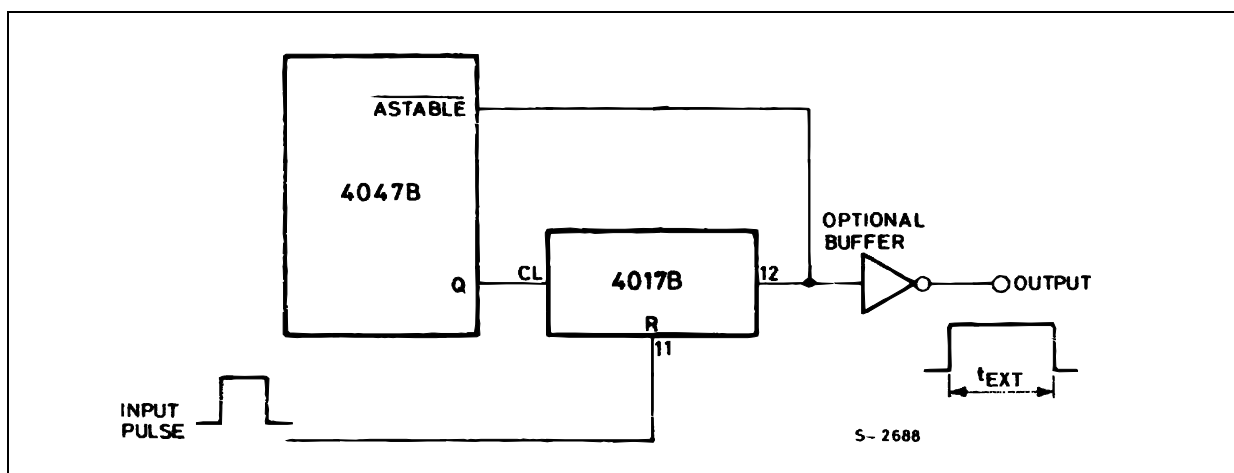 ASTABLE
4047B
OPTIONAL
BUFFER
Q
CL
4017B
12
OUTPUT
R
11
tEXT
INPUT
PULSE
S-2688